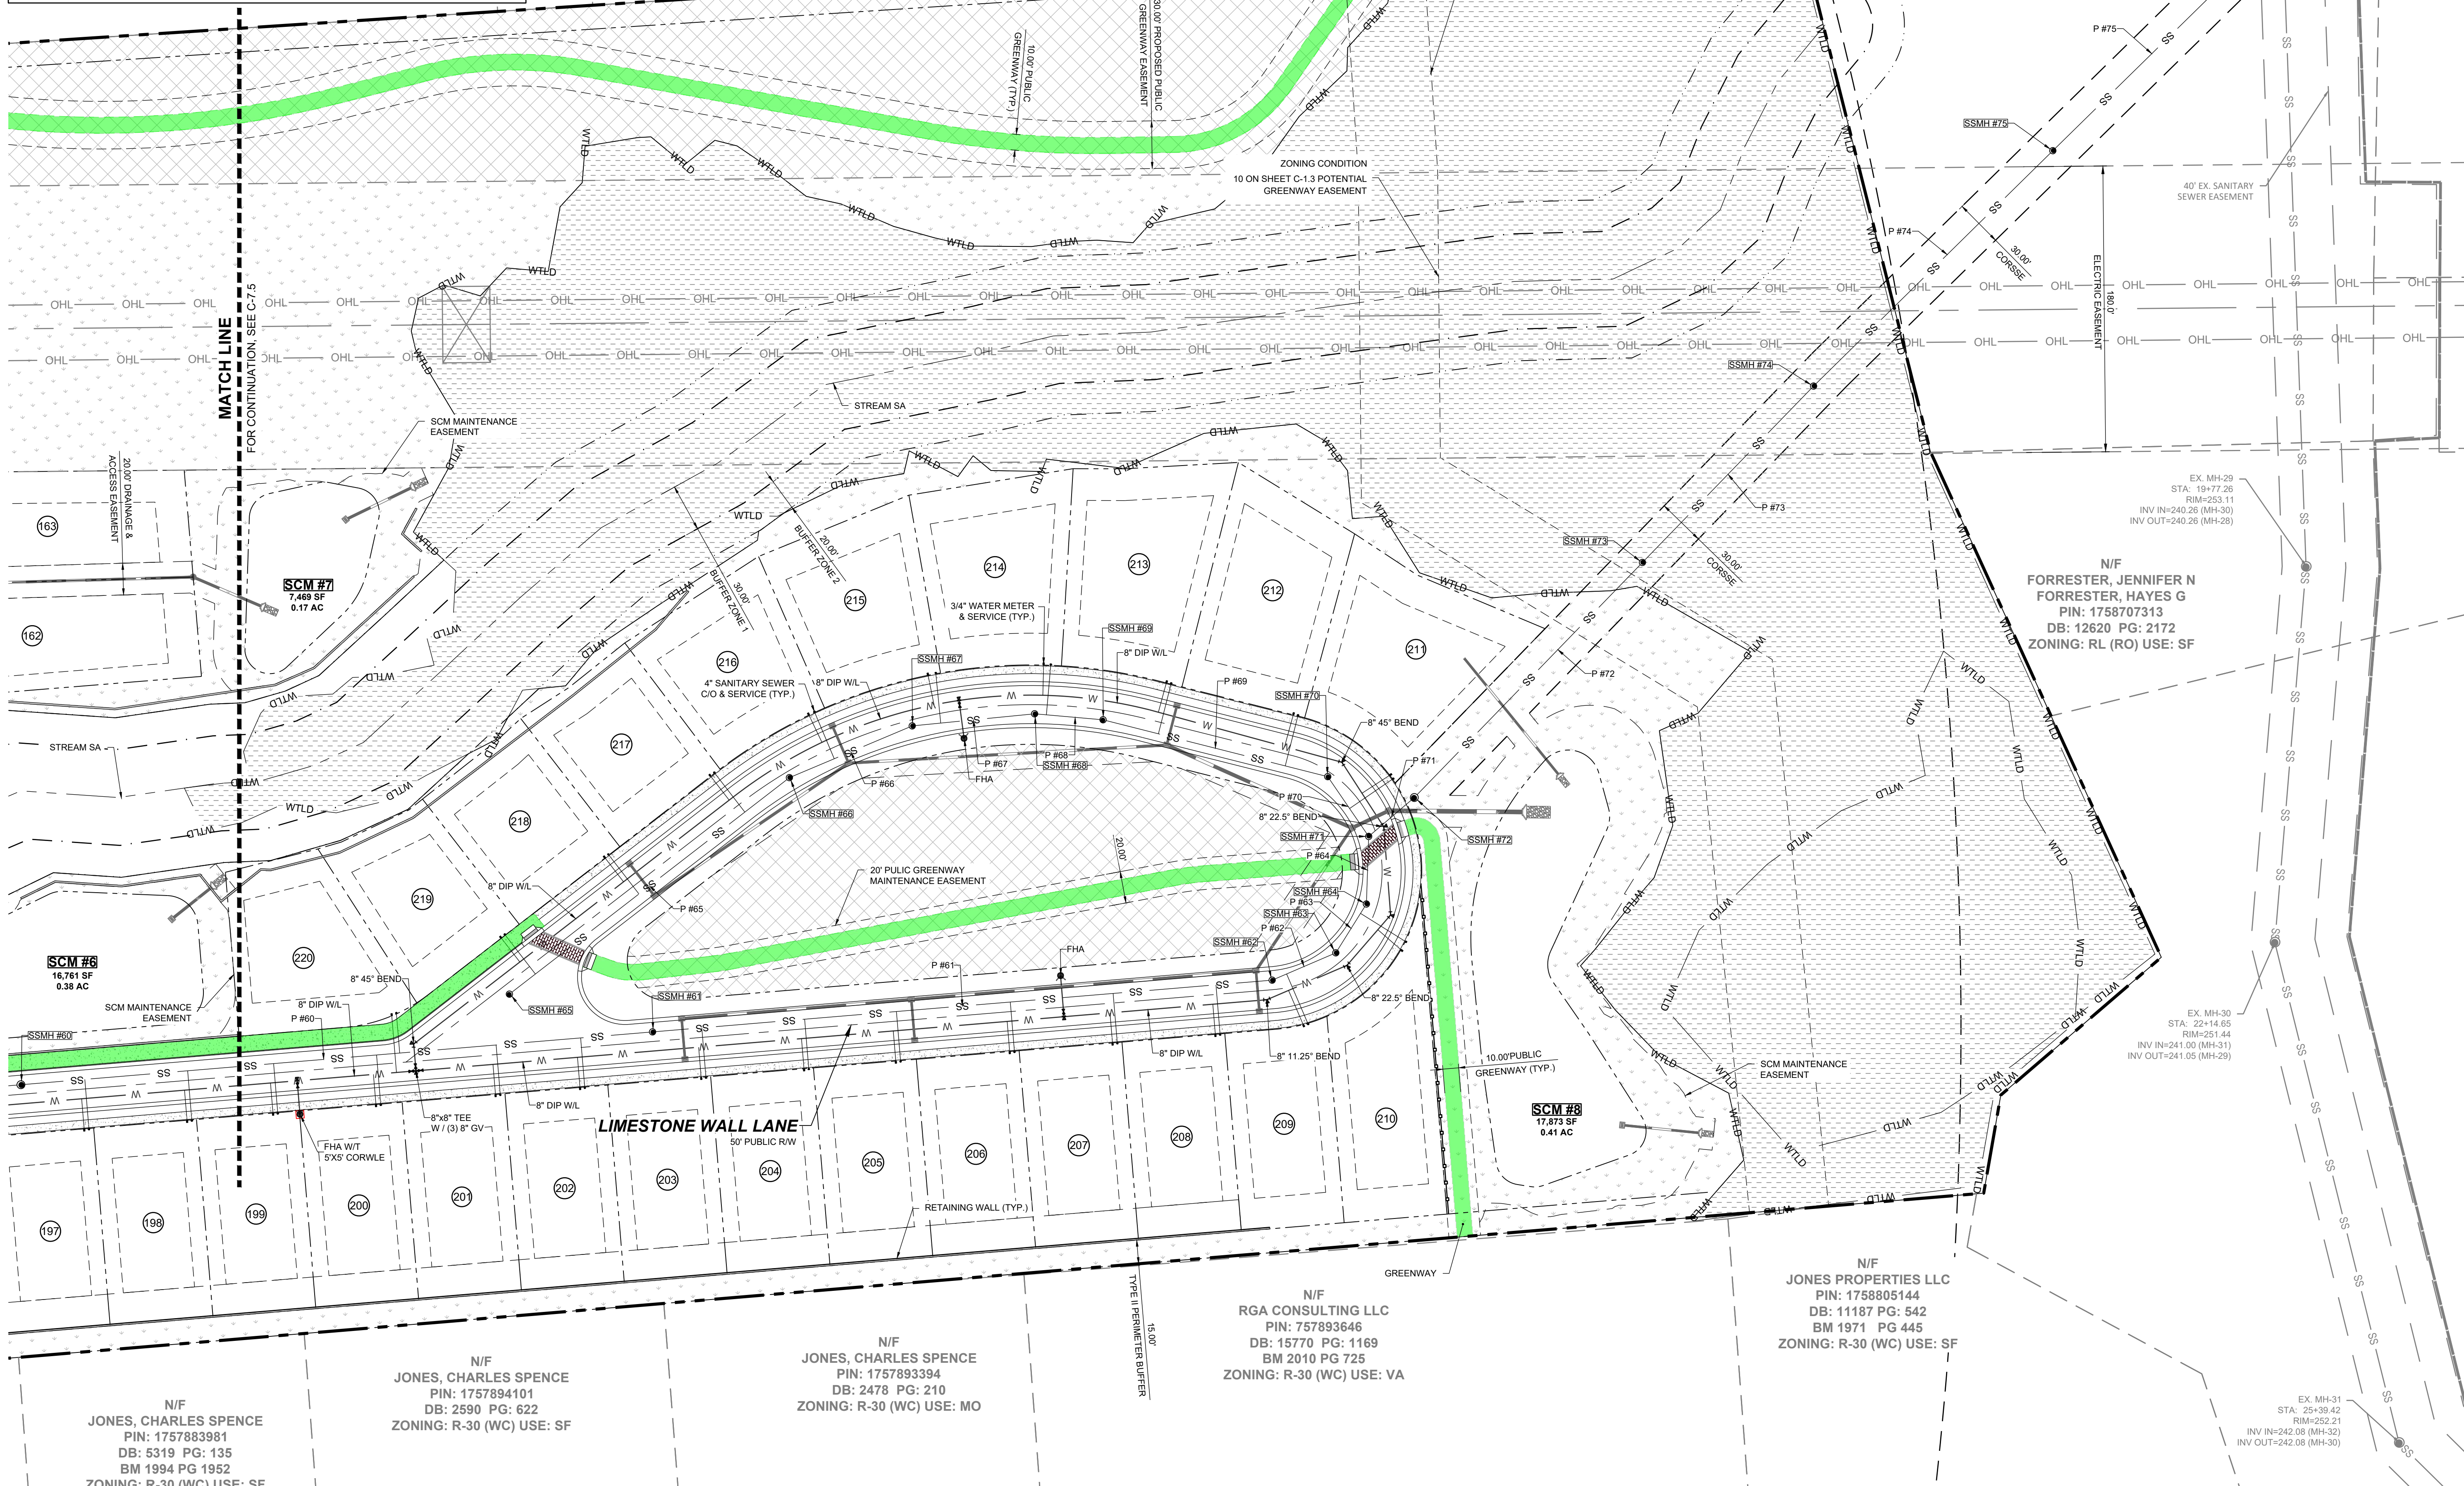 10.00' PUBLIC
GREENWAY (TYP.)
30.00' PROPOSED PUBLIC
GREENWAY EASEMENT
P #75
SSMH #75
40' EX. SANITARY
SEWER EASEMENT
ZONING CONDITION
10 ON SHEET C-1.3 POTENTIAL
GREENWAY EASEMENT
P #74
30.00'
CORSSE
180.0'
ELECTRIC EASEMENT
MATCH LINE
FOR CONTINUATION, SEE C-7.5
SSMH #74
STREAM SA
SCM MAINTENANCE
EASEMENT
20.00' DRAINAGE &
ACCESS EASEMENT
163
162
SCM #7
7,469 SF
0.17 AC
P #73
SSMH #73
30.00'
CORSSE
EX. MH-29
STA: 19+77.26
RIM=253.11
INV IN=240.26 (MH-30)
INV OUT=240.26 (MH-28)
N/F
FORRESTER, JENNIFER N
FORRESTER, HAYES G
PIN: 1758707313
DB: 12620 PG: 2172
ZONING: RL (RO) USE: SF
20.00'
BUFFER ZONE 2
30.00'
BUFFER ZONE 1
214
213
212
211
215
216
217
218
219
220
3/4" WATER METER
& SERVICE (TYP.)
SSMH #69
8" DIP W/L
SSMH #67
4" SANITARY SEWER
C/O & SERVICE (TYP.)
8" DIP W/L
P #69
SSMH #70
P #72
8" 45° BEND
STREAM SA
P #68
SSMH #68
P #67
FHA
P #66
SSMH #66
P #71
P #70
8" 22.5° BEND
SSMH #71
SSMH #72
P #64
20.00'
20' PULIC GREENWAY
MAINTENANCE EASEMENT
8" DIP W/L
P #65
SSMH #64
P #63
SSMH #63
P #62
SSMH #62
FHA
P #61
SSMH #61
SSMH #65
8" 22.5° BEND
SCM #6
16,761 SF
0.38 AC
SCM MAINTENANCE
EASEMENT
8" 45° BEND
8" DIP W/L
P #60
SSMH #60
8" DIP W/L
8" 11.25° BEND
10.00'PUBLIC
GREENWAY (TYP.)
SCM MAINTENANCE
EASEMENT
EX. MH-30
STA: 22+14.65
RIM=251.44
INV IN=241.00 (MH-31)
INV OUT=241.05 (MH-29)
SCM #8
17,873 SF
0.41 AC
8"x8" TEE
W / (3) 8" GV
8" DIP W/L
LIMESTONE WALL LANE
50' PUBLIC R/W
FHA W/T
5'X5' CORWLE
197
198
199
200
201
202
203
204
205
206
207
208
209
210
RETAINING WALL (TYP.)
GREENWAY
15.00'
TYPE II PERIMETER BUFFER
N/F
JONES, CHARLES SPENCE
PIN: 1757883981
DB: 5319 PG: 135
BM 1994 PG 1952
ZONING: R-30 (WC) USE: SF
N/F
JONES, CHARLES SPENCE
PIN: 1757894101
DB: 2590 PG: 622
ZONING: R-30 (WC) USE: SF
N/F
JONES, CHARLES SPENCE
PIN: 1757893394
DB: 2478 PG: 210
ZONING: R-30 (WC) USE: MO
N/F
RGA CONSULTING LLC
PIN: 757893646
DB: 15770 PG: 1169
BM 2010 PG 725
ZONING: R-30 (WC) USE: VA
N/F
JONES PROPERTIES LLC
PIN: 1758805144
DB: 11187 PG: 542
BM 1971 PG 445
ZONING: R-30 (WC) USE: SF
EX. MH-31
STA: 25+39.42
RIM=252.21
INV IN=242.08 (MH-32)
INV OUT=242.08 (MH-30)
WTLD
OHL
SS
W